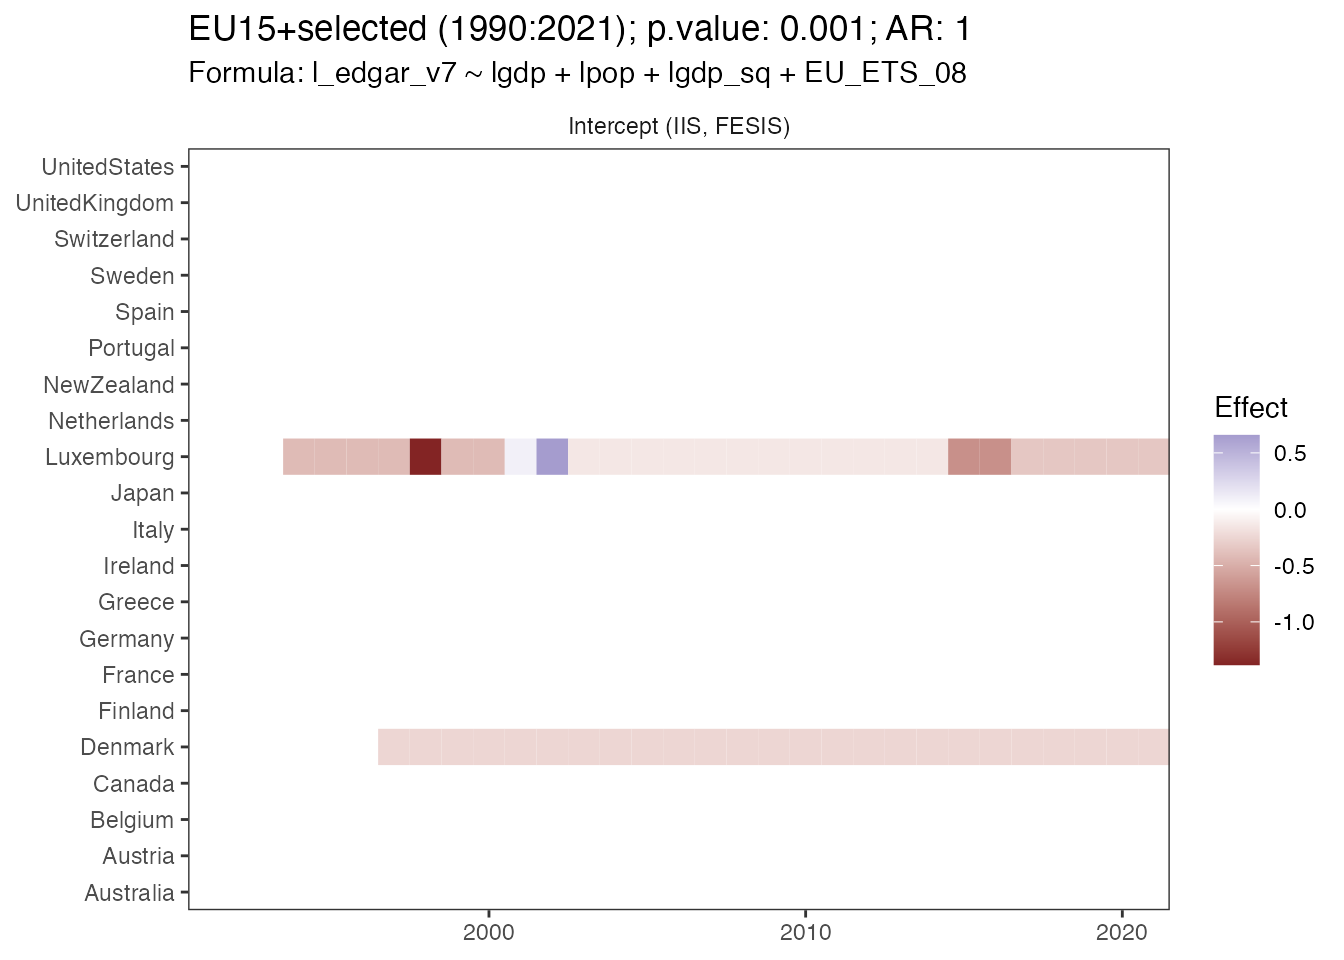 EU15+selected (1990:2021); p.value: 0.001; AR: 1
Formula: l_edgar_v7 ~ lgdp + lpop + lgdp_sq + EU_ETS_08
Intercept (IIS, FESIS)
UnitedStates
UnitedKingdom
Switzerland
Sweden
Spain
Portugal
NewZealand
Netherlands
Luxembourg
Japan
Italy
Ireland
Greece
Germany
France
Finland
Denmark
Canada
Belgium
Austria
Australia
2000
2010
2020
Effect
0.5
0.0
-0.5
-1.0